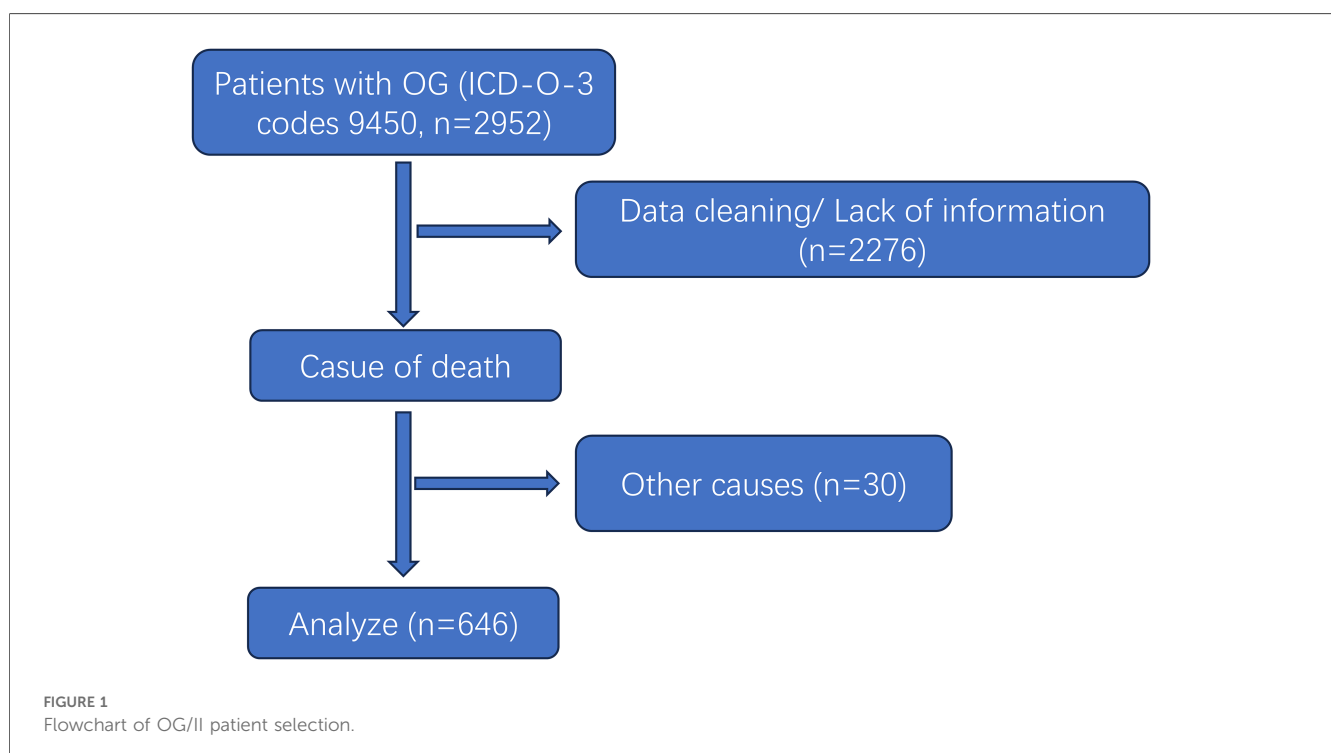 Patients with OG (ICD-O-3
codes 9450, n=2952)
Data cleaning/ Lack of information
(n=2276)
Casue of death
Other causes (n=30)
Analyze (n=646)
FIGURE 1
Flowchart of OG/II patient selection.